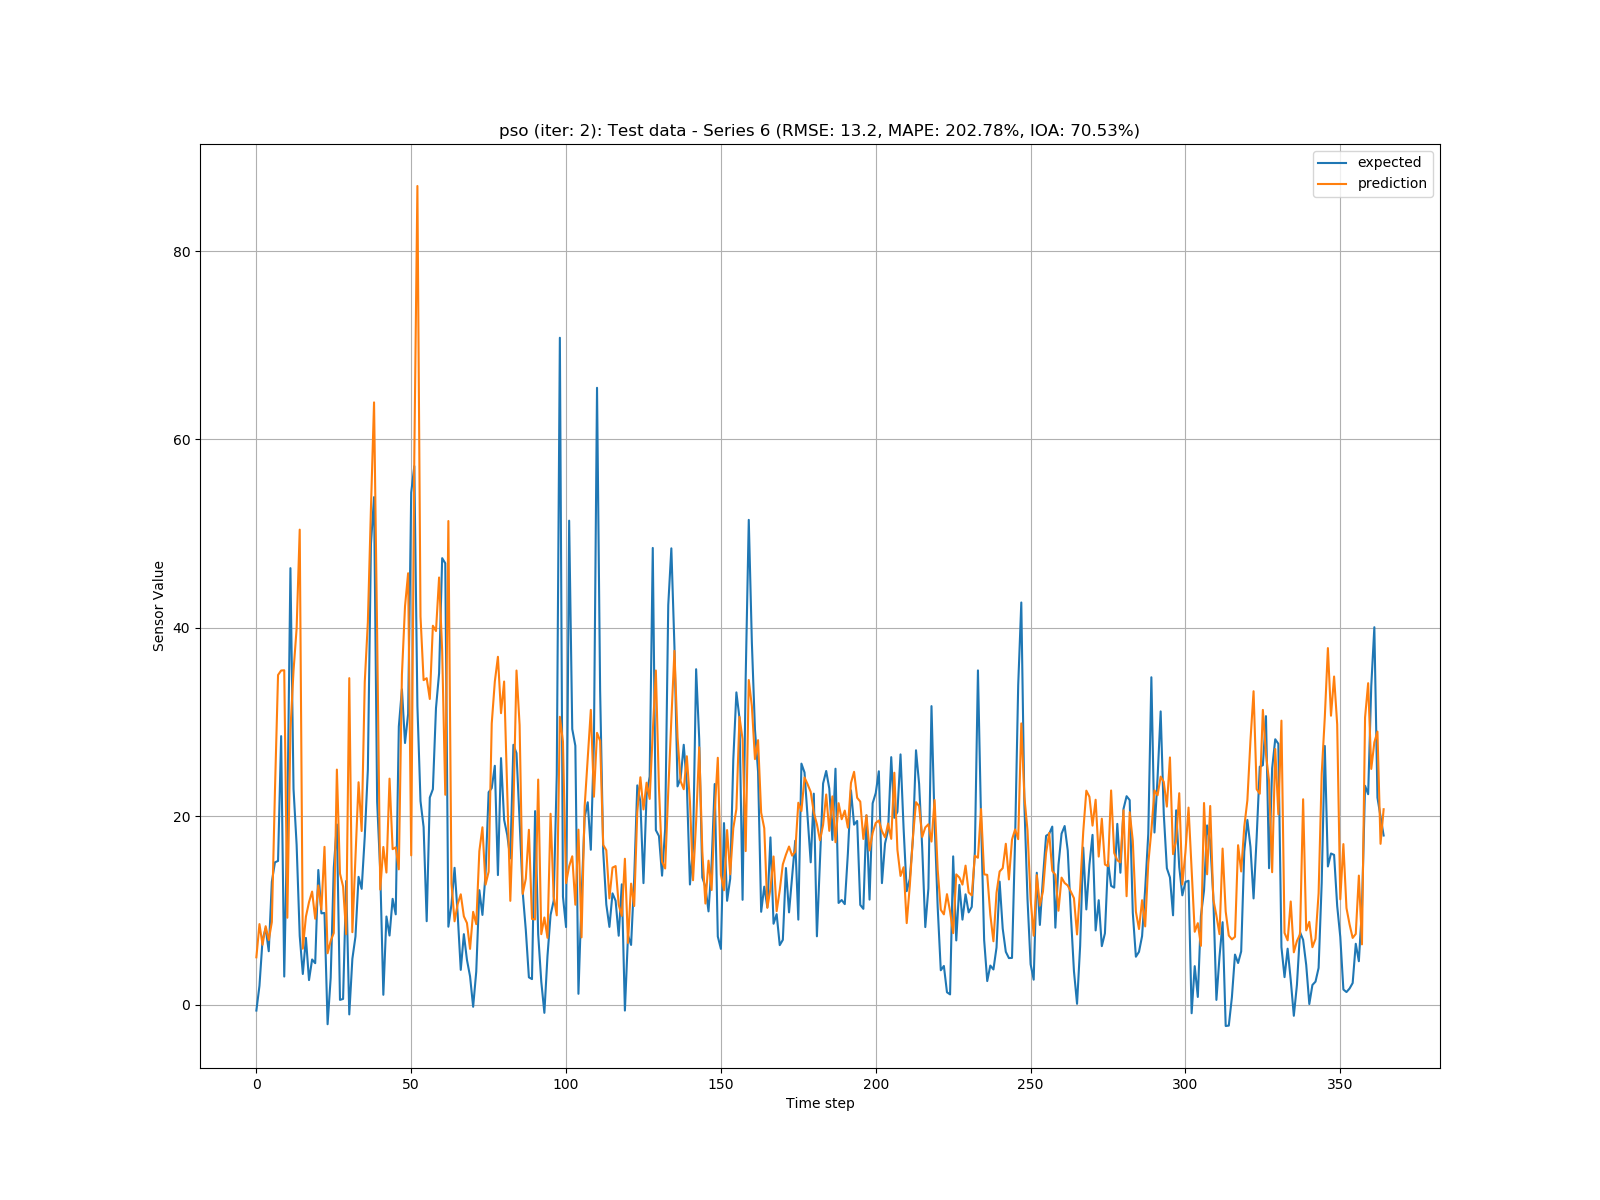 pso (iter: 2): Test data - Series 6 (RMSE: 13.2, MAPE: 202.78%, IOA: 70.53%)
expected
prediction
80
60
40
20
0
Sensor Value
0 50 100 150 200 250 300 350
Time step